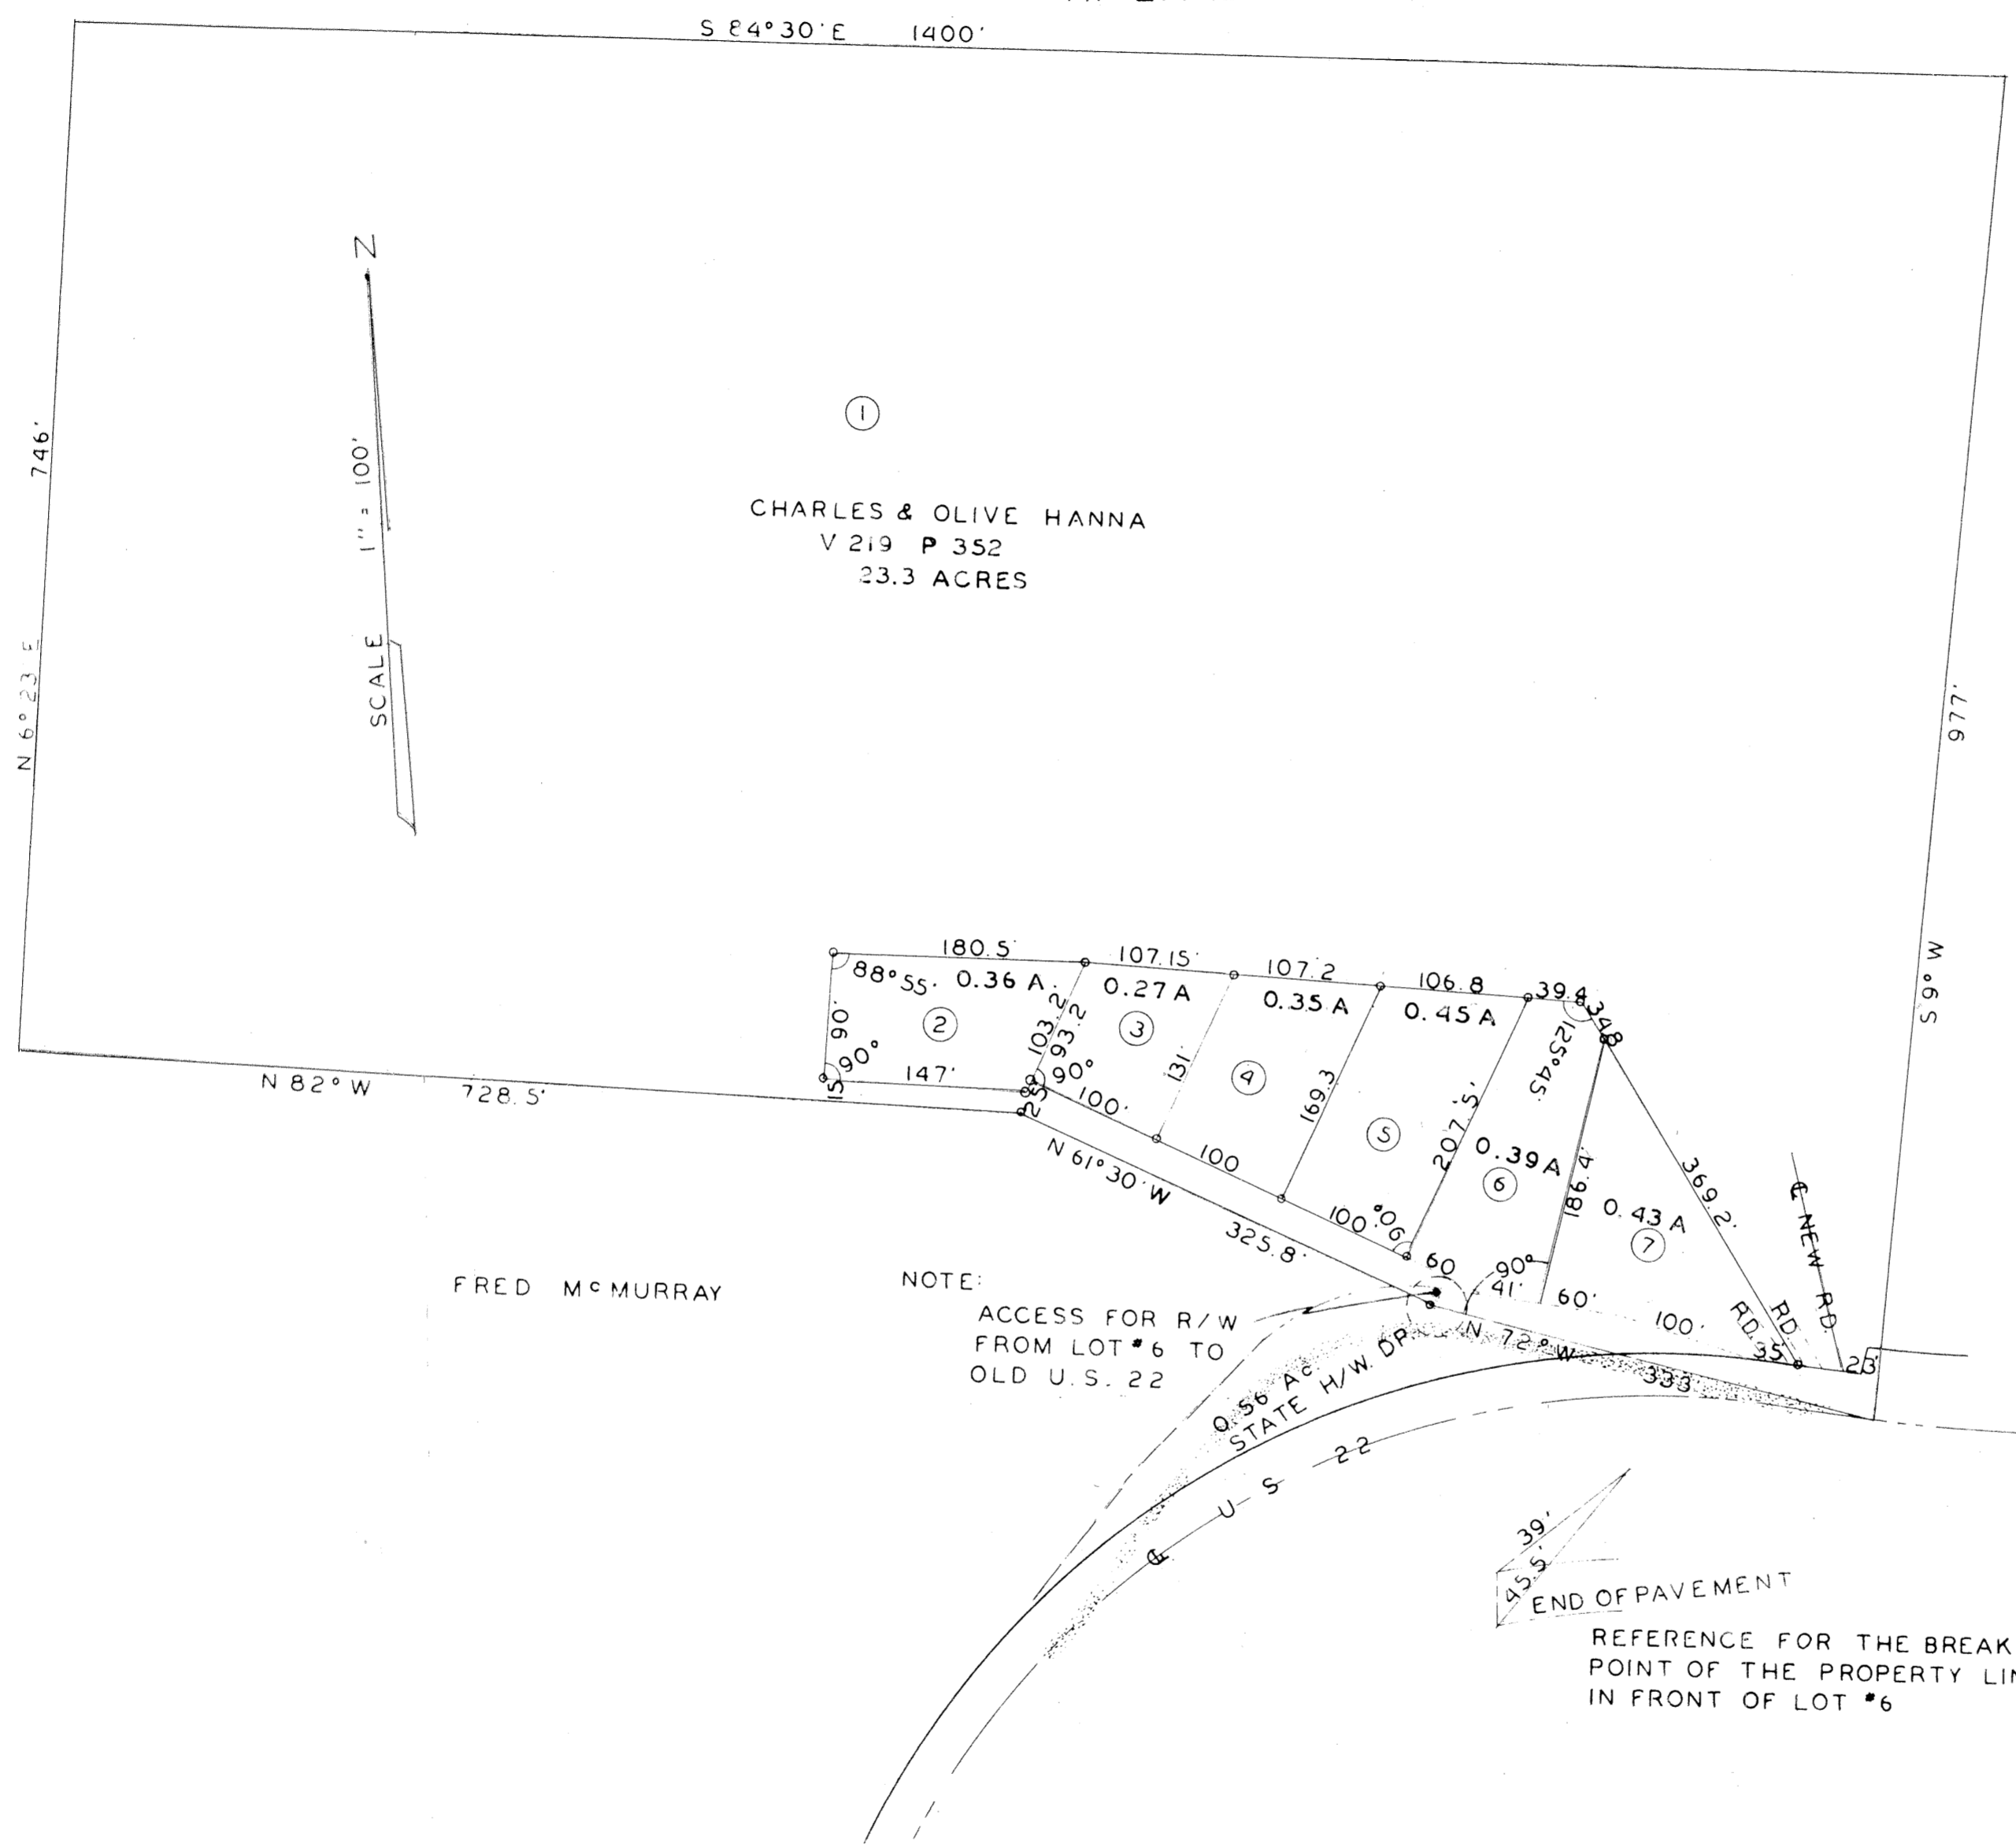 S 84°30'E 1400'
746'
N 6°23'E
N
SCALE 1" = 100'
1
CHARLES & OLIVE HANNA
V 219 P 352
23.3 ACRES
977'
S 9° W
180.5'
107.15'
107.2
106.8
39.4
34.8
88°55'
0.36 A.
0.27 A
0.35 A
0.45 A
125°45'
90'
90°
2
103.2
93.2
3
131'
4
169.3
5
207.5'
0.39 A
6
186.4'
0.43 A
7
369.2'
℄ NEW RD.
15'
147'
25'
90°
100'
100
100'
90°
60
90°
41'
60'
100'
RD.
RD.
35'
23'
N 82° W 728.5'
N 61°30'W
325.8'
N 72° W
333
FRED McMURRAY
NOTE:
ACCESS FOR R/W
FROM LOT #6 TO
OLD U.S. 22
0.56 Ac
STATE H/W. DP
℄ U S 22
39'
45.5'
END OF PAVEMENT
REFERENCE FOR THE BREAK
POINT OF THE PROPERTY LIN
IN FRONT OF LOT #6